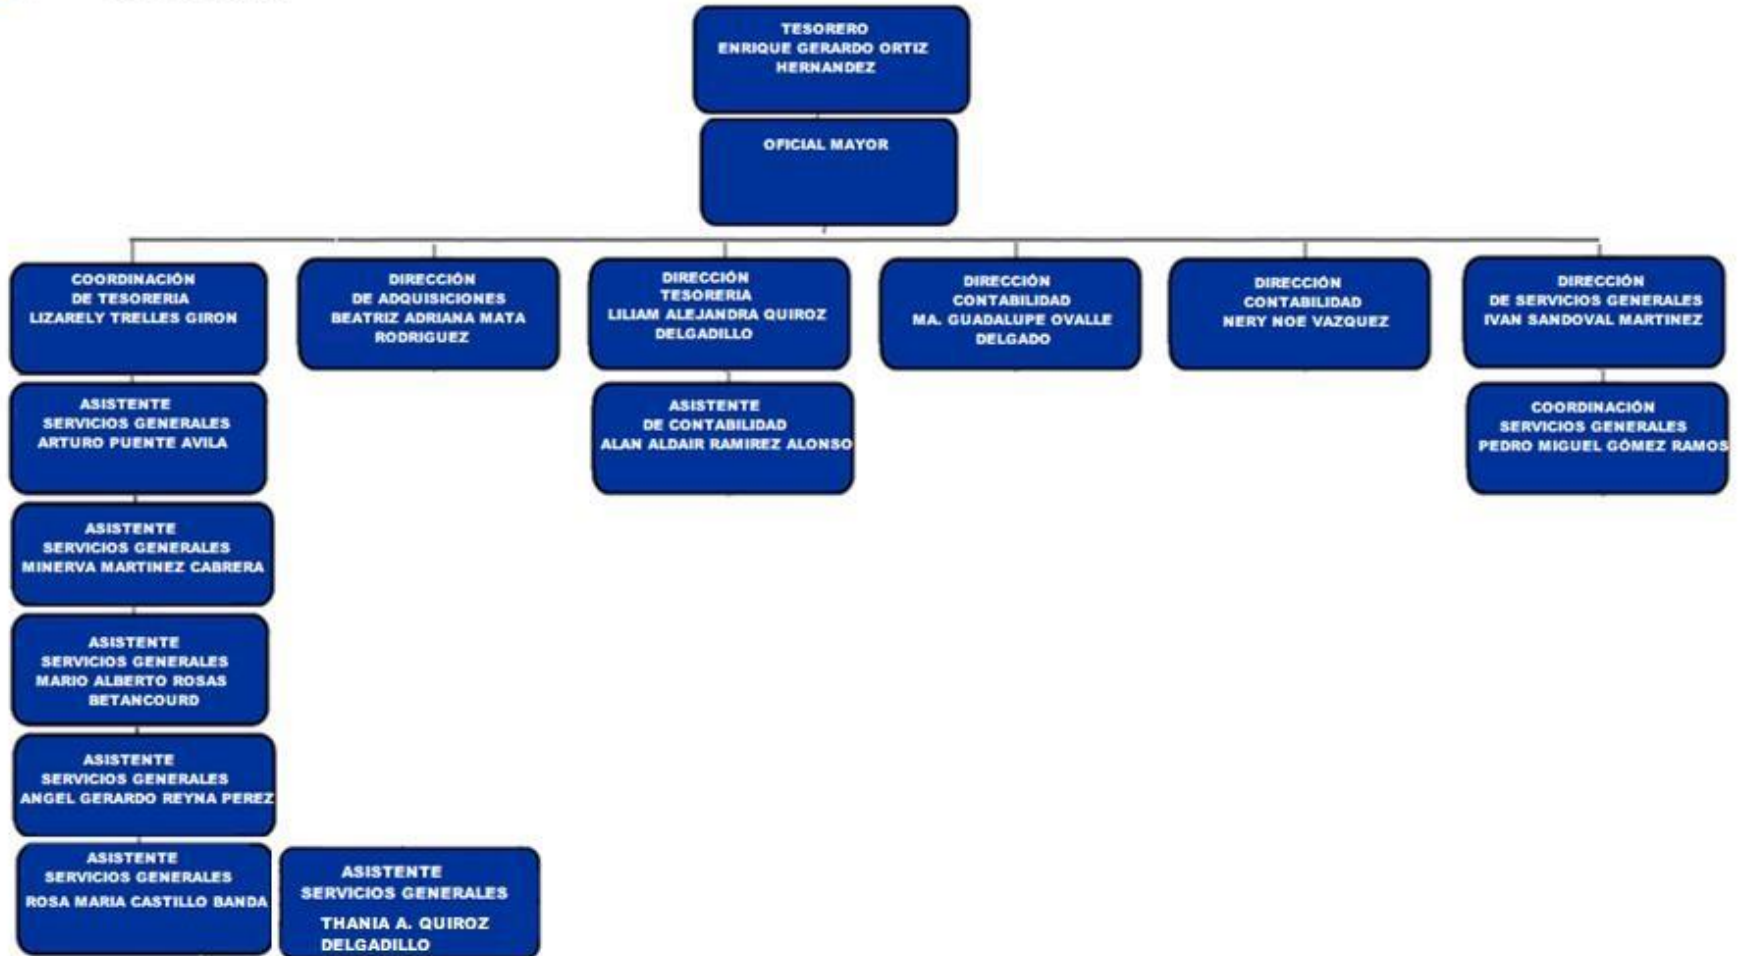 TESORERO
ENRIQUE GERARDO ORTIZ
HERNANDEZ
OFICIAL MAYOR
COORDINACIÓN
DE TESORERIA
LIZARELY TRELLES GIRON
DIRECCIÓN
DE ADQUISICIONES
BEATRIZ ADRIANA MATA
RODRIGUEZ
DIRECCIÓN
TESORERIA
LILIAM ALEJANDRA QUIROZ
DELGADILLO
DIRECCIÓN
CONTABILIDAD
MA. GUADALUPE OVALLE
DELGADO
DIRECCIÓN
CONTABILIDAD
NERY NOE VAZQUEZ
DIRECCIÓN
DE SERVICIOS GENERALES
IVAN SANDOVAL MARTINEZ
ASISTENTE
SERVICIOS GENERALES
ARTURO PUENTE AVILA
ASISTENTE
DE CONTABILIDAD
ALAN ALDAIR RAMIREZ ALONSO
COORDINACIÓN
SERVICIOS GENERALES
PEDRO MIGUEL GÓMEZ RAMOS
ASISTENTE
SERVICIOS GENERALES
MINERVA MARTINEZ CABRERA
ASISTENTE
SERVICIOS GENERALES
MARIO ALBERTO ROSAS
BETANCOURD
ASISTENTE
SERVICIOS GENERALES
ANGEL GERARDO REYNA PEREZ
ASISTENTE
SERVICIOS GENERALES
ROSA MARIA CASTILLO BANDA
ASISTENTE
SERVICIOS GENERALES
THANIA A. QUIROZ
DELGADILLO